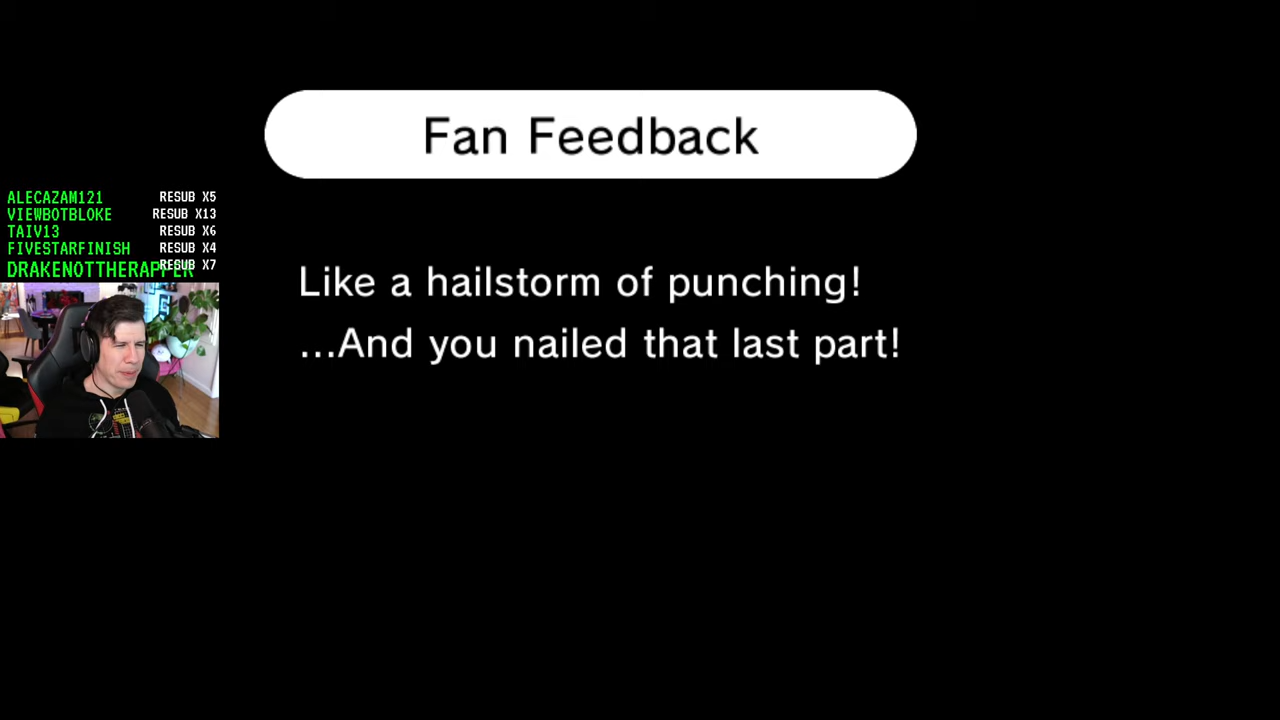 Fan Feedback
ALECAZAM121 RESUB X5
VIEWBOTBLOKE RESUB X13
TAIV13 RESUB X6
FIVESTARFINISH RESUB X4
DRAKENOTTHERAPPER RESUB X7
Like a hailstorm of punching!
...And you nailed that last part!